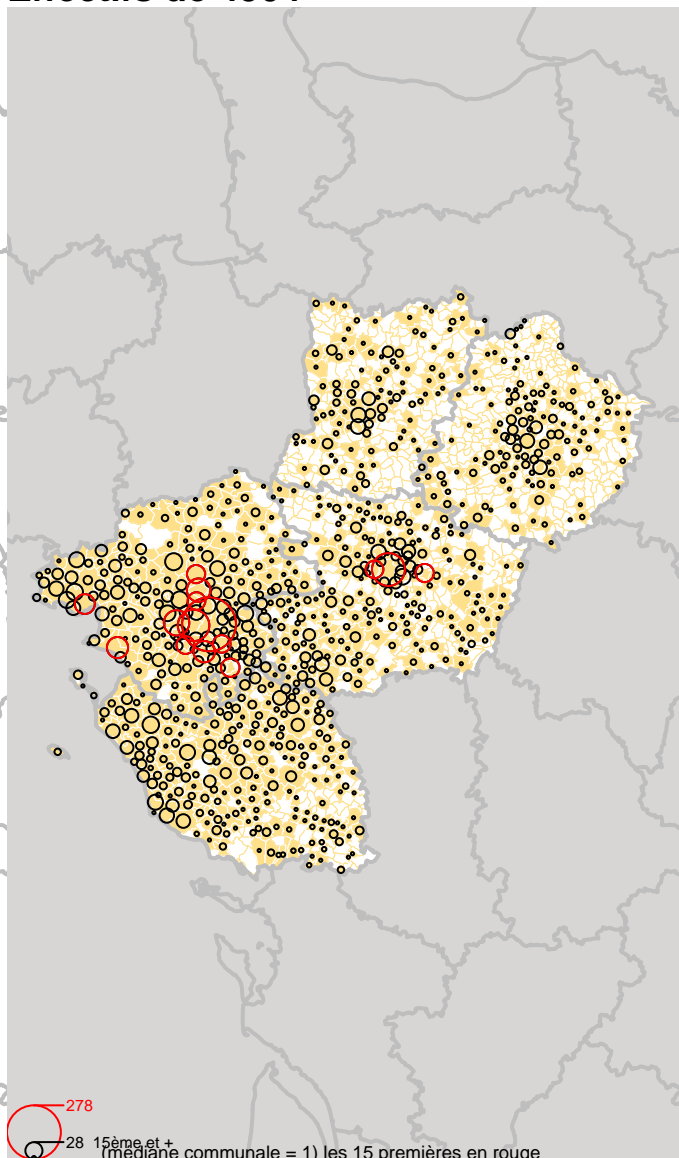 278
28 15ème et +
(médiane communale = 1) les 15 premières en rouge